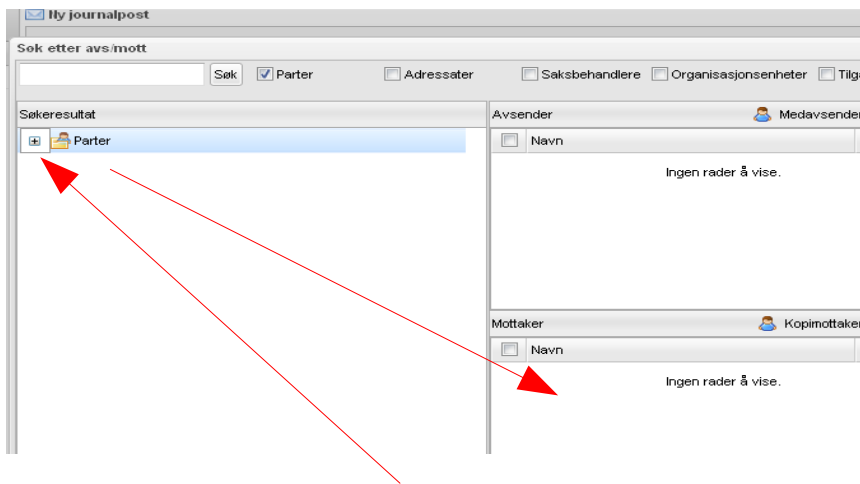 Ny journalpost
Søk etter avs/mott
Søk Parter Adressater Saksbehandlere Organisasjonsenheter Tilga
Søkeresultat
Parter
Avsender Medavsender
Navn
Ingen rader å vise.
Mottaker Kopimottaker
Navn
Ingen rader å vise.